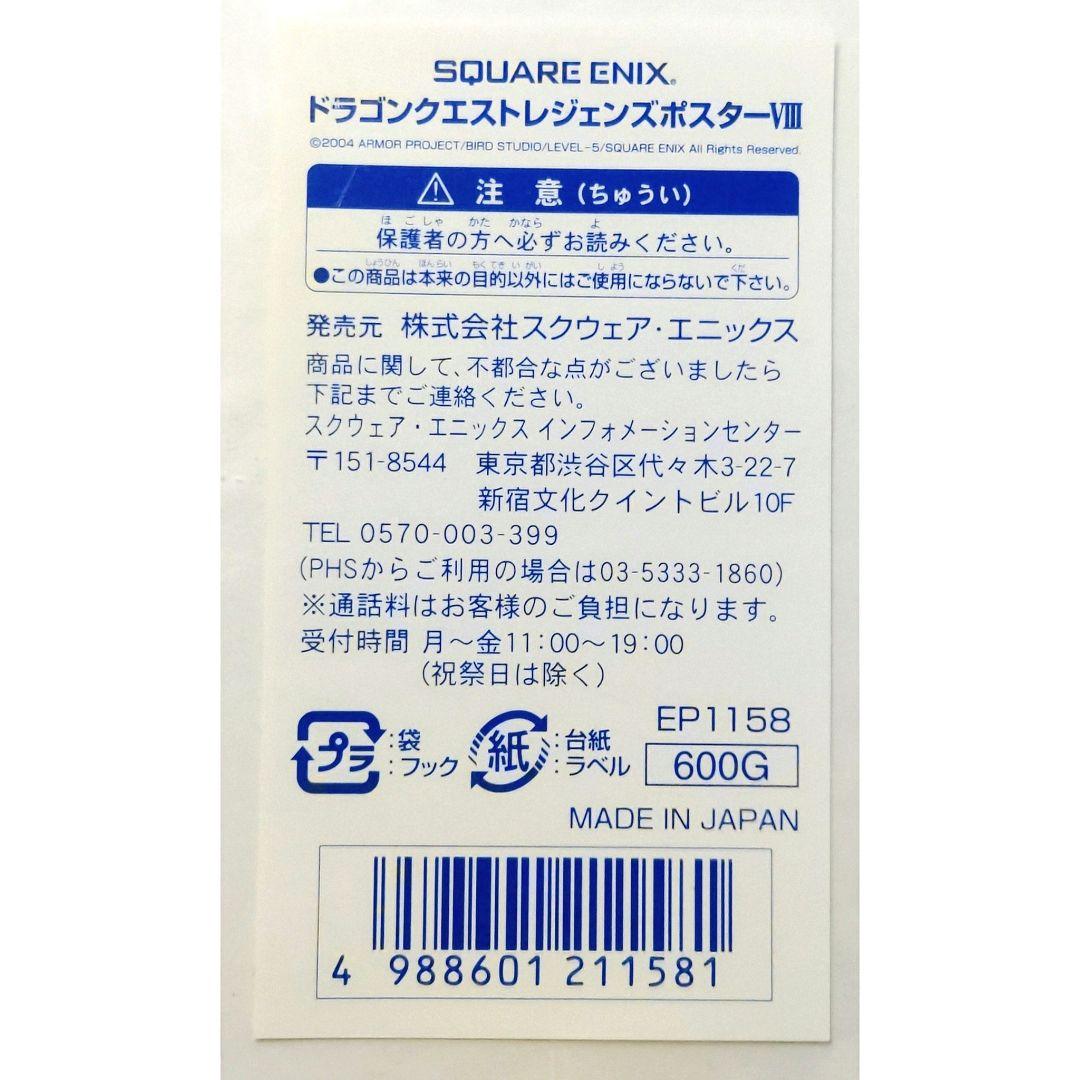 SQUARE ENIX®
ドラゴンクエストレジェンズポスターVIII
©2004 ARMOR PROJECT/BIRD STUDIO/LEVEL-5/SQUARE ENIX All Rights Reserved.
⚠ 注 意 (ちゅうい)
ほごしゃ かた かなら よ
保護者の方へ必ずお読みください。
しょうひん ほんらい もくてきいがい しよう くだ
●この商品は本来の目的以外にはご使用にならないで下さい。
発売元 株式会社スクウェア・エニックス
商品に関して、不都合な点がございましたら
下記までご連絡ください。
スクウェア・エニックス インフォメーションセンター
〒151-8544 東京都渋谷区代々木3-22-7
新宿文化クイントビル10F
TEL 0570-003-399
(PHSからご利用の場合は03-5333-1860)
※通話料はお客様のご負担になります。
受付時間 月〜金11:00〜19:00
(祝祭日は除く)
プラ :袋 :フック 紙 :台紙 :ラベル
EP1158
600G
MADE IN JAPAN
4 988601 211581